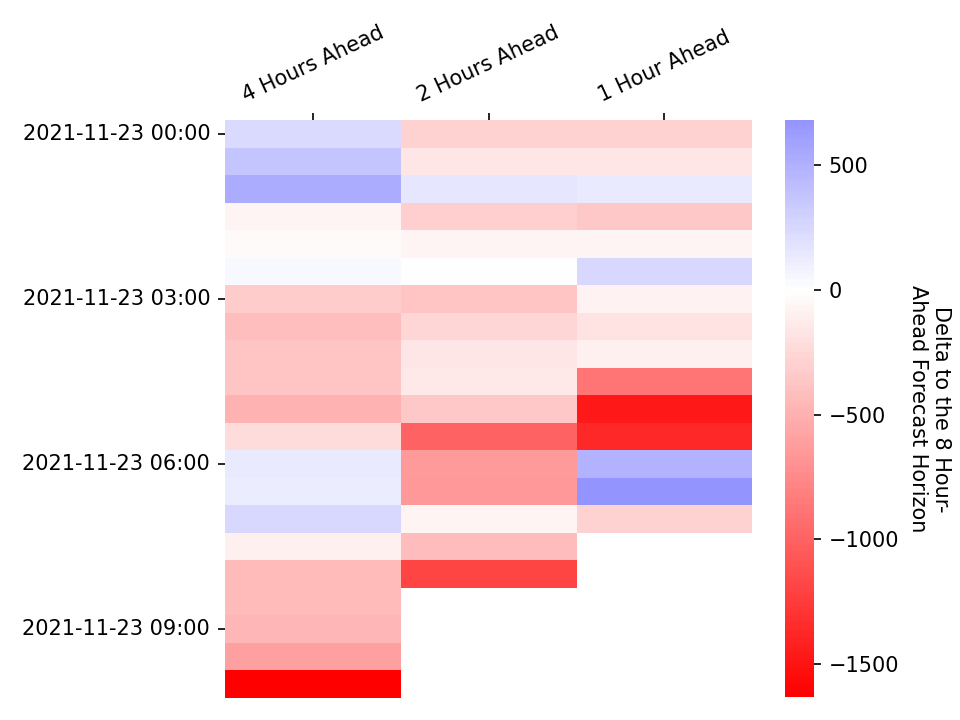 4 Hours Ahead
2 Hours Ahead
1 Hour Ahead
2021-11-23 00:00
2021-11-23 03:00
2021-11-23 06:00
2021-11-23 09:00
500
0
−500
−1000
−1500
Delta to the 8 Hour-
Ahead Forecast Horizon